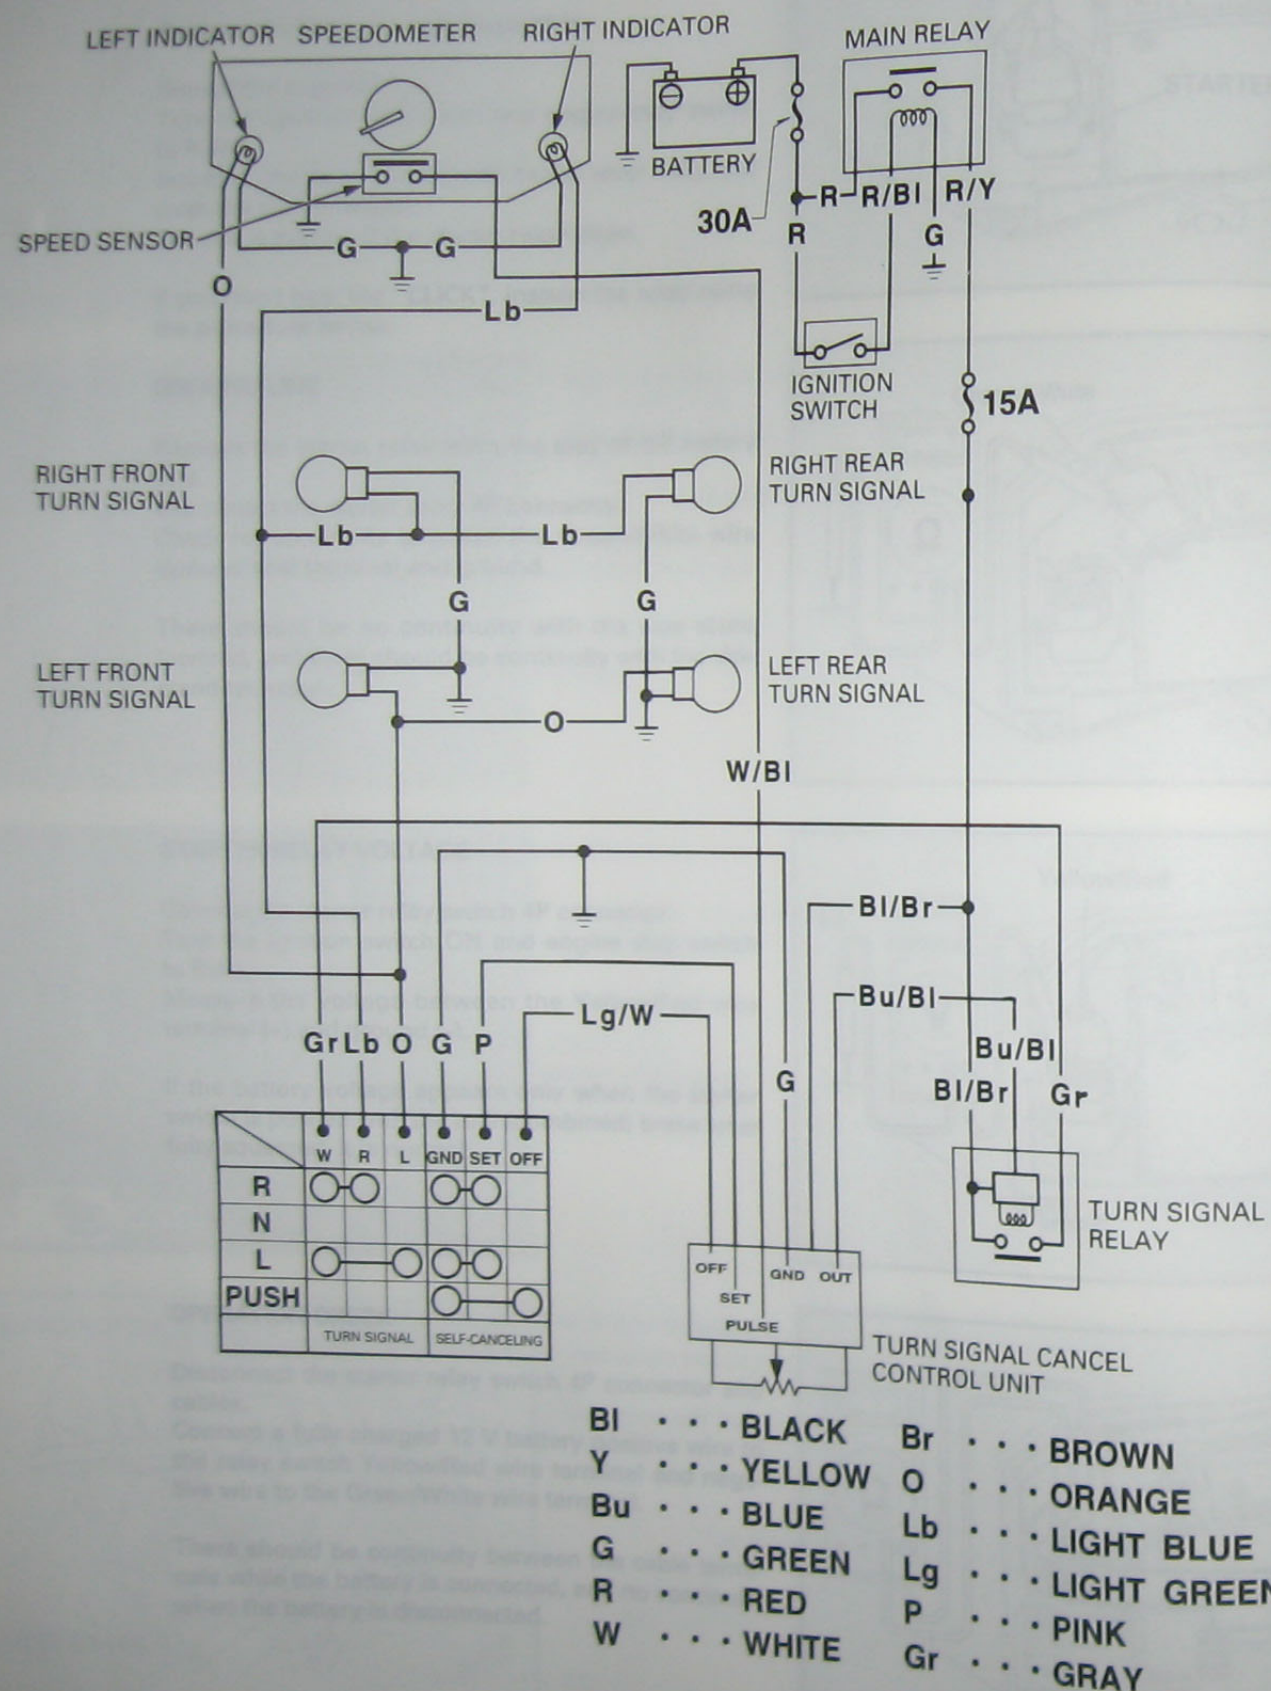 LEFT INDICATOR SPEEDOMETER RIGHT INDICATOR MAIN RELAY
STARTER
BATTERY
30A
R R/Bl R/Y
R G
SPEED SENSOR
G G
O
Lb
IGNITION
SWITCH
15A
RIGHT FRONT
TURN SIGNAL
RIGHT REAR
TURN SIGNAL
Lb Lb
G G
LEFT FRONT
TURN SIGNAL
LEFT REAR
TURN SIGNAL
O
W/Bl
Bl/Br
Bu/Bl
Lg/W
Gr Lb O G P
Bu/Bl
G
Bl/Br Gr
W R L GND SET OFF
R
N
L
PUSH
TURN SIGNAL SELF-CANCELING
TURN SIGNAL
RELAY
OFF GND OUT
SET
PULSE
TURN SIGNAL CANCEL
CONTROL UNIT
Bl · · · BLACK
Y · · · YELLOW
Bu · · · BLUE
G · · · GREEN
R · · · RED
W · · · WHITE
Br · · · BROWN
O · · · ORANGE
Lb · · · LIGHT BLUE
Lg · · · LIGHT GREEN
P · · · PINK
Gr · · · GRAY